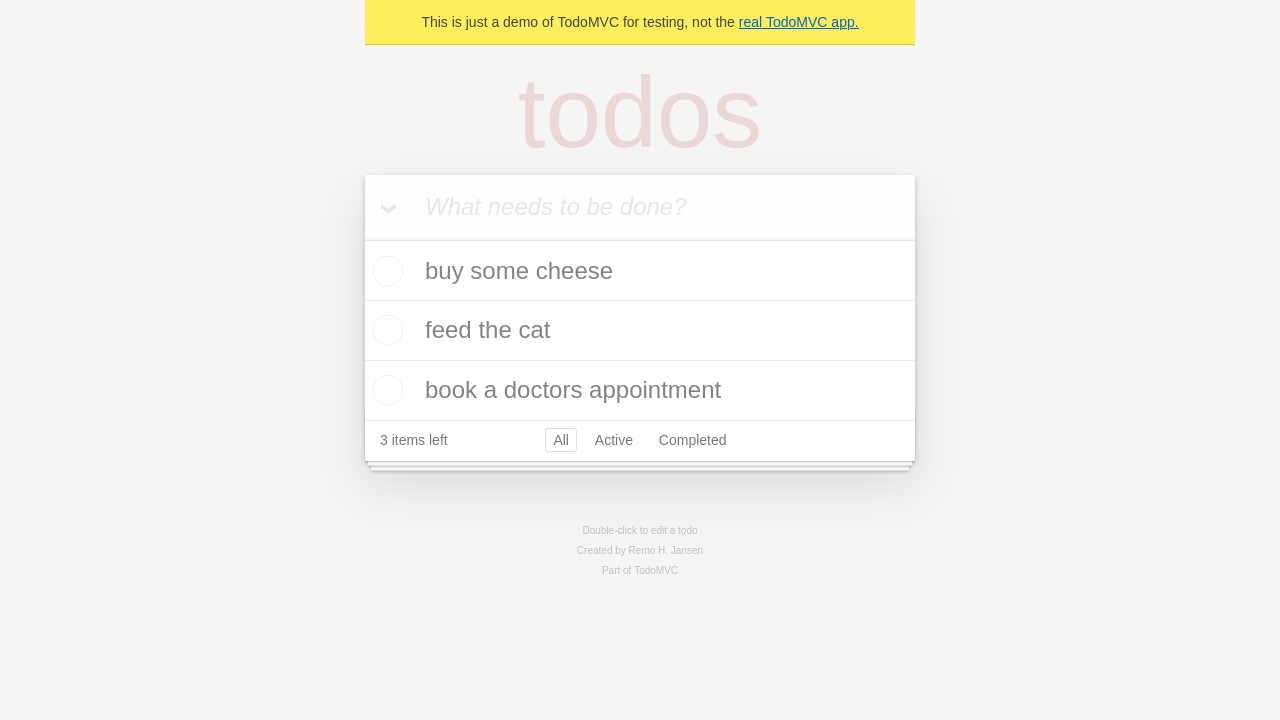 This is just a demo of TodoMVC for testing, not the real TodoMVC app.
todos
What needs to be done?
buy some cheese
feed the cat
book a doctors appointment
3 items left All Active Completed
Double-click to edit a todo
Created by Remo H. Jansen
Part of TodoMVC